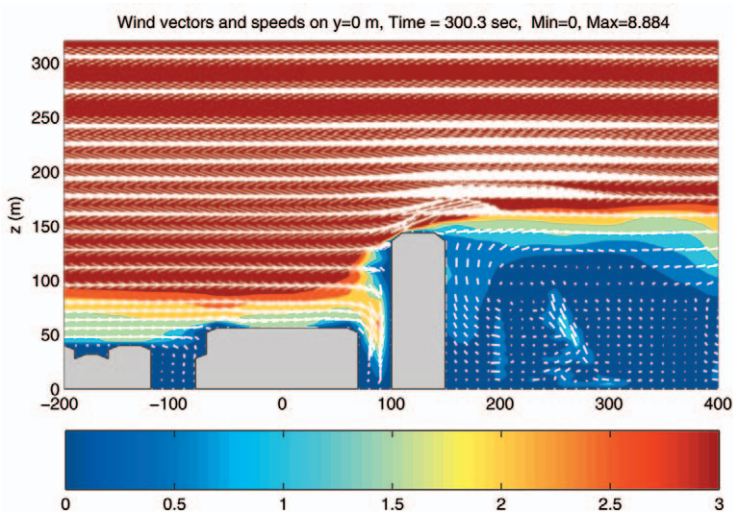 Wind vectors and speeds on y=0 m, Time = 300.3 sec, Min=0, Max=8.884
300
250
200
150
100
50
0
z (m)
−200 −100 0 100 200 300 400
0 0.5 1 1.5 2 2.5 3